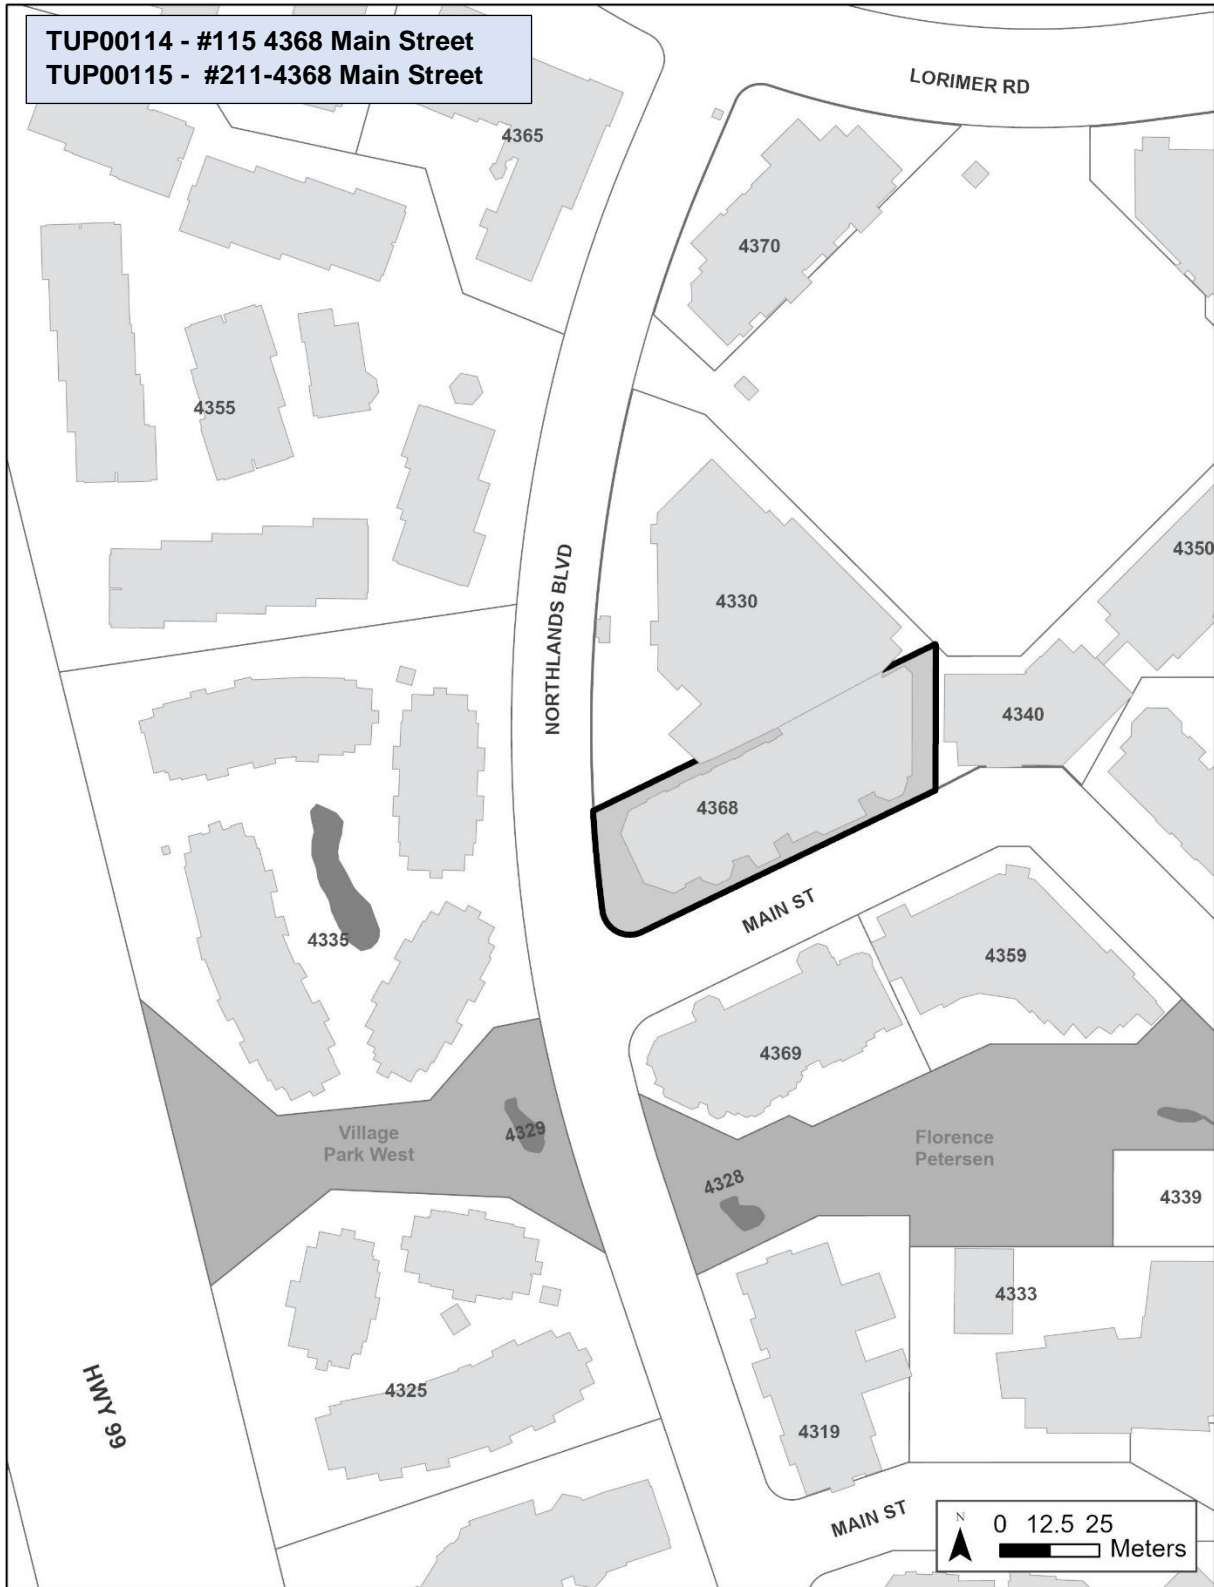 TUP00114 - #115 4368 Main Street
TUP00115 - #211-4368 Main Street
LORIMER RD
4365
4370
4355
4350
NORTHLANDS BLVD
4330
4340
4368
MAIN ST
4335
4359
4369
Village
Park West
4329
Florence
Petersen
4328
4339
4333
HWY 99
4325
4319
MAIN ST
N
0 12.5 25
Meters